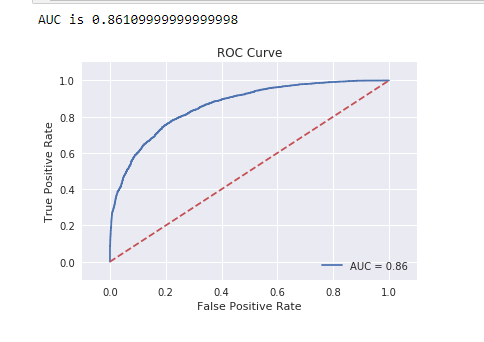 AUC is 0.86109999999999998
ROC Curve
1.0
0.8
0.6
0.4
0.2
0.0
True Positive Rate
AUC = 0.86
0.0 0.2 0.4 0.6 0.8 1.0
False Positive Rate